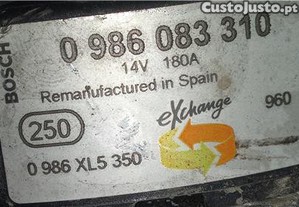 CustoJusto.pt
BOSCH
0 986 083 310
14V 180A
Remanufactured in Spain
250
eXchange
960
0 986 XL5 350